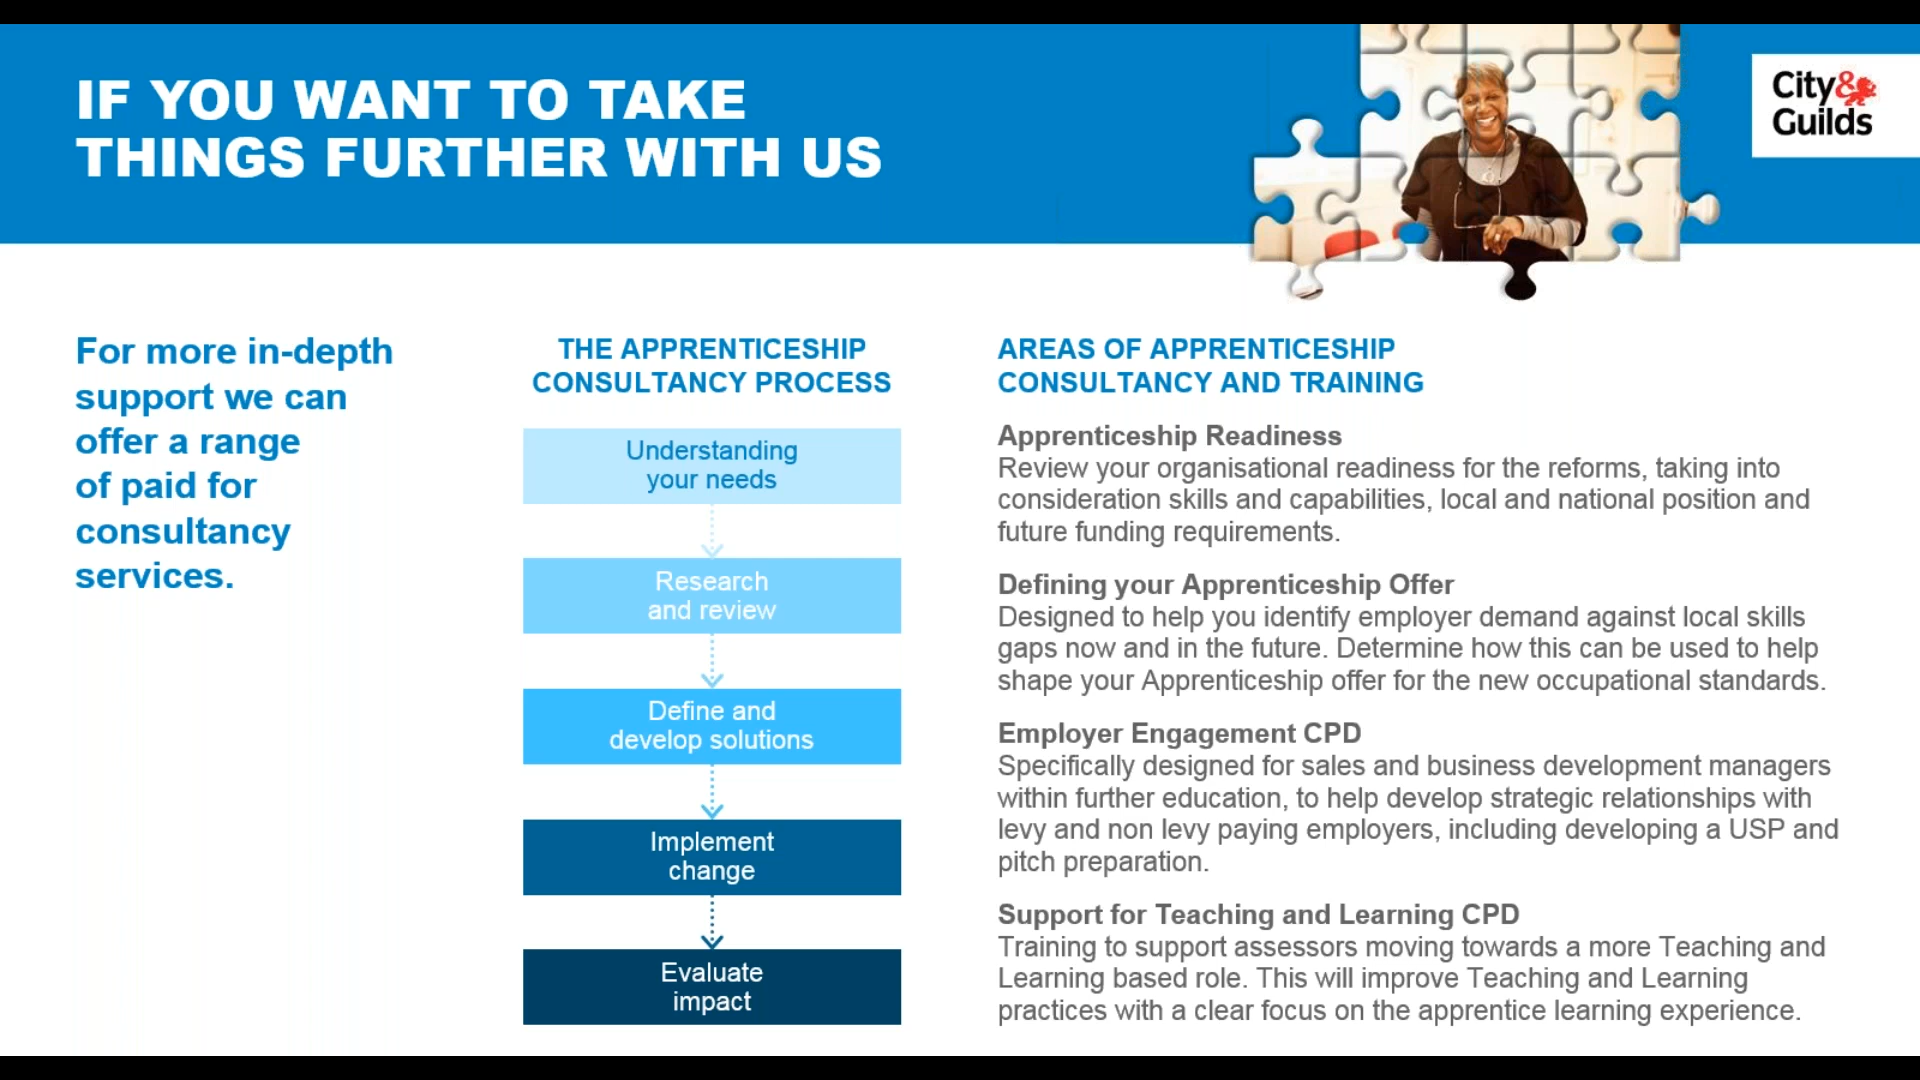 IF YOU WANT TO TAKE
THINGS FURTHER WITH US
City&
Guilds
For more in-depth
support we can
offer a range
of paid for
consultancy
services.
THE APPRENTICESHIP
CONSULTANCY PROCESS
Understanding
your needs
Research
and review
Define and
develop solutions
Implement
change
Evaluate
impact
AREAS OF APPRENTICESHIP
CONSULTANCY AND TRAINING
Apprenticeship Readiness
Review your organisational readiness for the reforms, taking into
consideration skills and capabilities, local and national position and
future funding requirements.
Defining your Apprenticeship Offer
Designed to help you identify employer demand against local skills
gaps now and in the future. Determine how this can be used to help
shape your Apprenticeship offer for the new occupational standards.
Employer Engagement CPD
Specifically designed for sales and business development managers
within further education, to help develop strategic relationships with
levy and non levy paying employers, including developing a USP and
pitch preparation.
Support for Teaching and Learning CPD
Training to support assessors moving towards a more Teaching and
Learning based role. This will improve Teaching and Learning
practices with a clear focus on the apprentice learning experience.